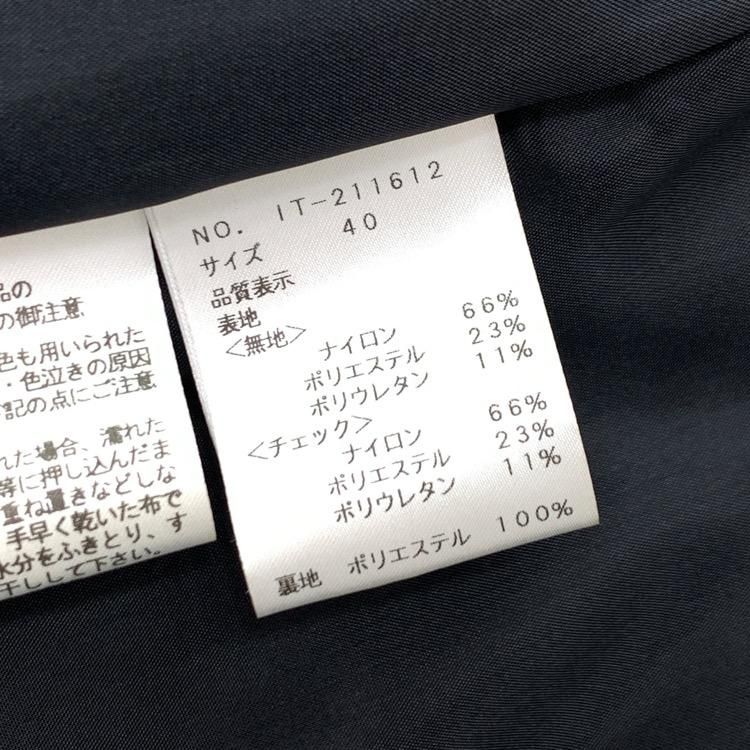 NO. IT-211612
サイズ 40
品質表示
表地
<無地>
ナイロン 66%
ポリエステル 23%
ポリウレタン 11%
<チェック>
ナイロン 66%
ポリエステル 23%
ポリウレタン 11%
裏地 ポリエステル 100%
品の
の御注意
色も用いられた
・色泣きの原因
記の点にご注意
れた場合、濡れた
等に押し込んだま
重ね置きなどしな
手早く乾いた布で
水分をふきとり、す
干しして下さい。